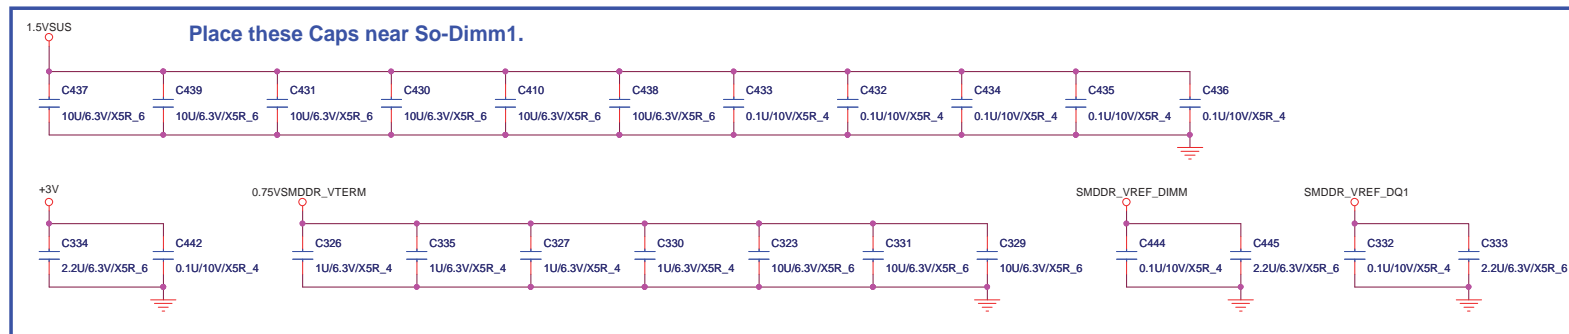 1.5VSUS
Place these Caps near So-Dimm1.
C437 C439 C431 C430 C410 C438 C433 C432 C434 C435 C436
10U/6.3V/X5R_6 10U/6.3V/X5R_6 10U/6.3V/X5R_6 10U/6.3V/X5R_6 10U/6.3V/X5R_6 10U/6.3V/X5R_6 0.1U/10V/X5R_4 0.1U/10V/X5R_4 0.1U/10V/X5R_4 0.1U/10V/X5R_4 0.1U/10V/X5R_4
+3V 0.75VSMDDR_VTERM SMDDR_VREF_DIMM SMDDR_VREF_DQ1
C334 C442 C326 C335 C327 C330 C323 C331 C329 C444 C445 C332 C333
2.2U/6.3V/X5R_6 0.1U/10V/X5R_4 1U/6.3V/X5R_4 1U/6.3V/X5R_4 1U/6.3V/X5R_4 1U/6.3V/X5R_4 10U/6.3V/X5R_6 10U/6.3V/X5R_6 10U/6.3V/X5R_6 0.1U/10V/X5R_4 2.2U/6.3V/X5R_6 0.1U/10V/X5R_4 2.2U/6.3V/X5R_6